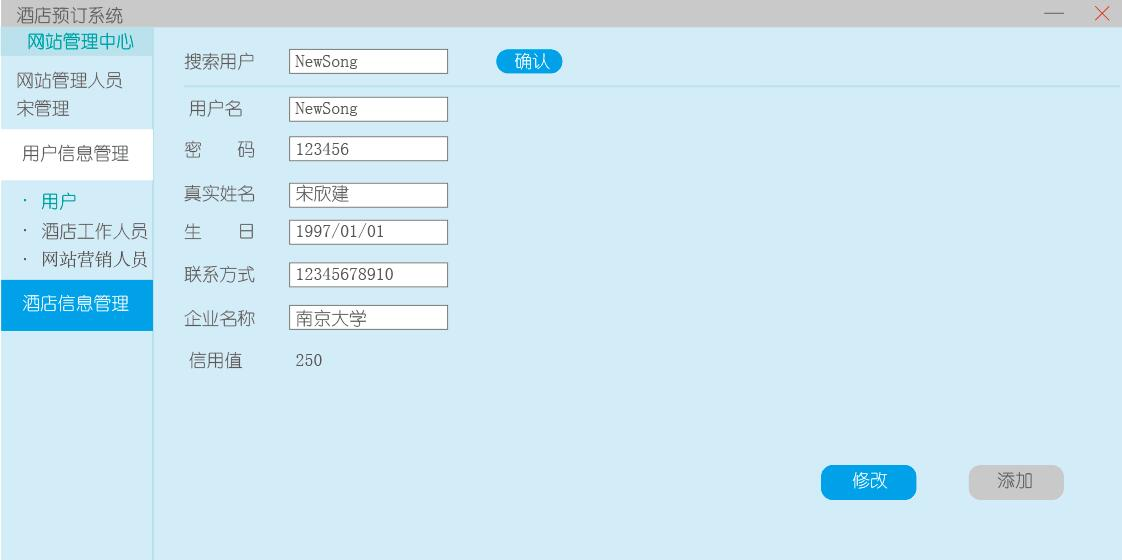 酒店预订系统
网站管理中心
网站管理人员
宋管理
用户信息管理
· 用户
· 酒店工作人员
· 网站营销人员
酒店信息管理
搜索用户 NewSong 确认
用户名 NewSong
密 码 123456
真实姓名 宋欣建
生 日 1997/01/01
联系方式 12345678910
企业名称 南京大学
信用值 250
修改 添加